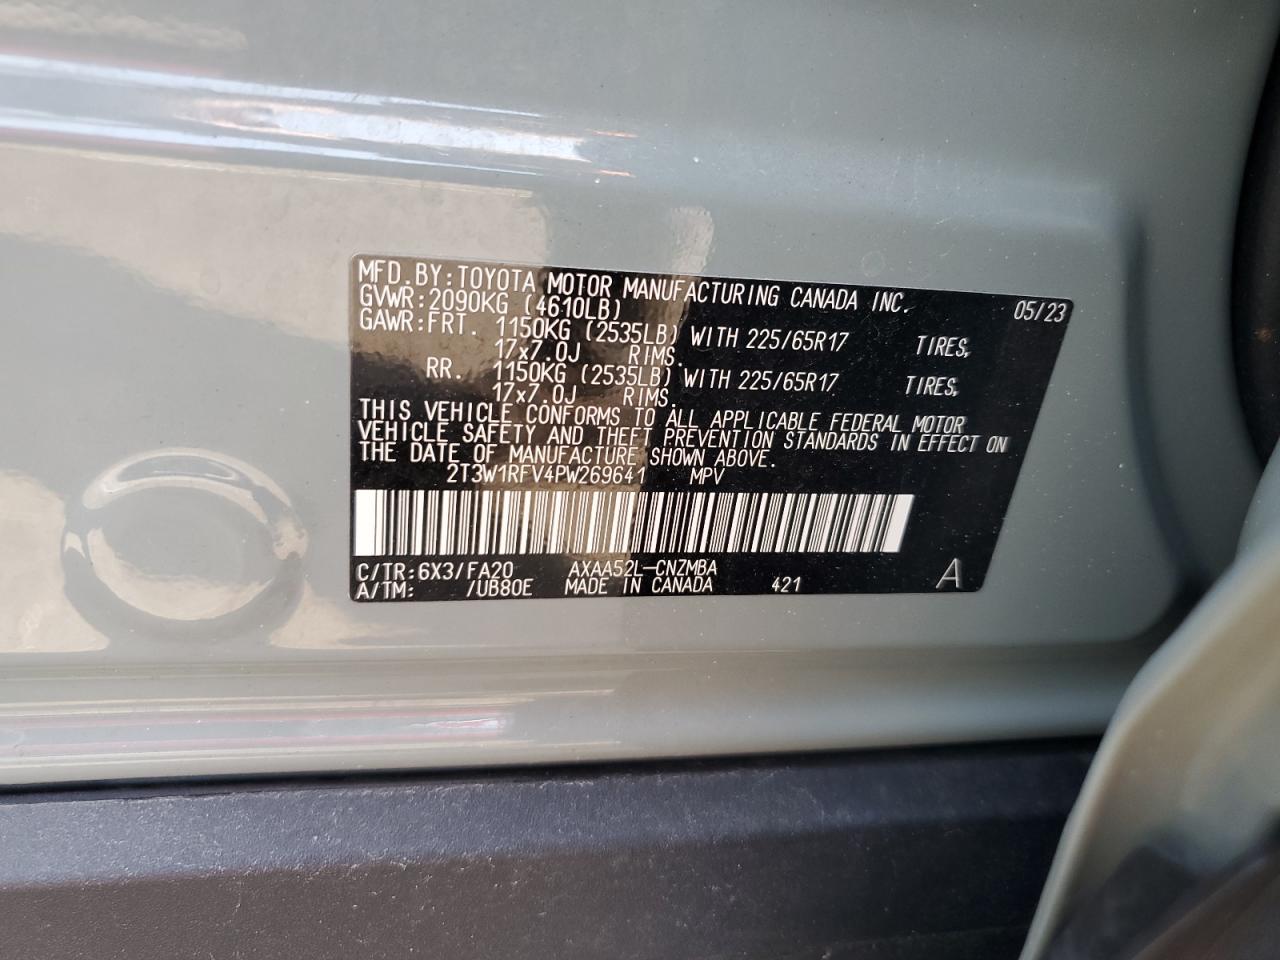 MFD.BY:TOYOTA MOTOR MANUFACTURING CANADA INC. 05/23
GVWR:2090KG (4610LB)
GAWR:FRT. 1150KG (2535LB) WITH 225/65R17 TIRES,
17x7.0J RIMS.
RR. 1150KG (2535LB) WITH 225/65R17 TIRES,
17x7.0J RIMS.
THIS VEHICLE CONFORMS TO ALL APPLICABLE FEDERAL MOTOR
VEHICLE SAFETY AND THEFT PREVENTION STANDARDS IN EFFECT ON
THE DATE OF MANUFACTURE SHOWN ABOVE.
2T3W1RFV4PW269641 MPV
C/TR:6X3/FA20 AXAA52L-CNZMBA
A/TM: /UB80E MADE IN CANADA 421 A